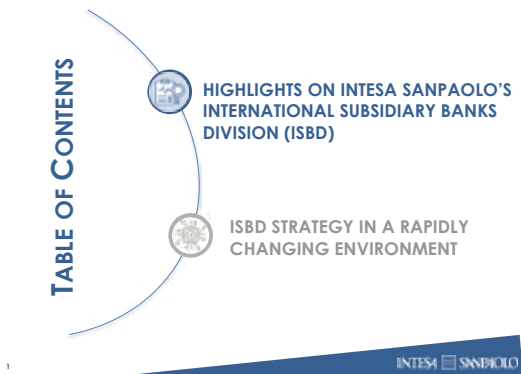 TABLE OF CONTENTS
HIGHLIGHTS ON INTESA SANPAOLO'S
INTERNATIONAL SUBSIDIARY BANKS
DIVISION (ISBD)
ISBD STRATEGY IN A RAPIDLY
CHANGING ENVIRONMENT
1
INTESA SANPAOLO